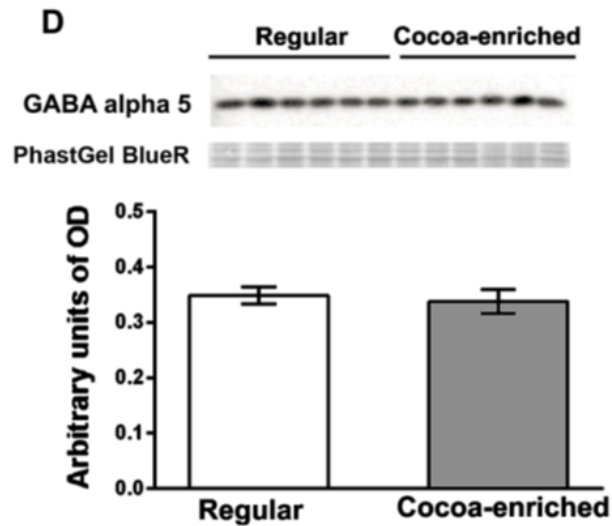 D
Regular Cocoa-enriched
GABA alpha 5
PhastGel BlueR
Arbitrary units of OD
0.5
0.4
0.3
0.2
0.1
0.0
Regular Cocoa-enriched